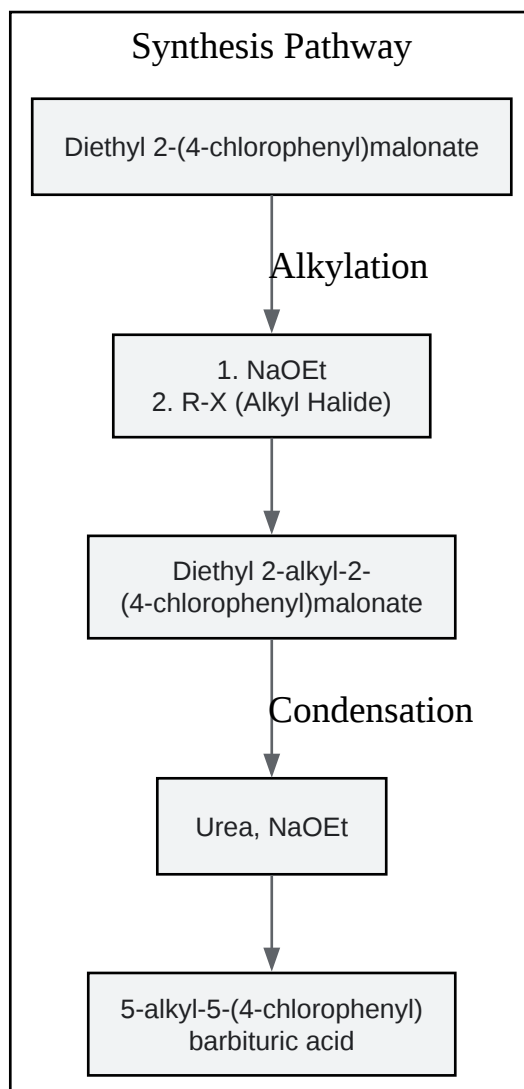 Synthesis Pathway
Diethyl 2-(4-chlorophenyl)malonate
Alkylation
1. NaOEt
2. R-X (Alkyl Halide)
Diethyl 2-alkyl-2-
(4-chlorophenyl)malonate
Condensation
Urea, NaOEt
5-alkyl-5-(4-chlorophenyl)
barbituric acid